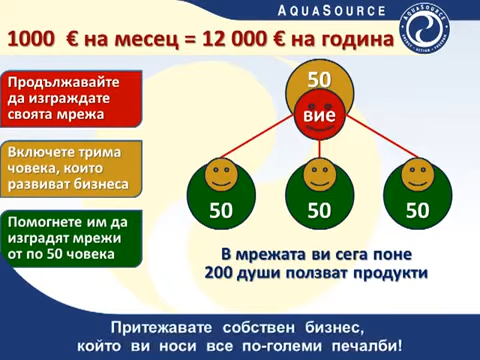 AQUASOURCE
1000 € на месец = 12 000 € на година
AQUASOURCE
Продължавайте
да изграждате
своята мрежа
Включете трима
човека, които
развиват бизнеса
Помогнете им да
изградят мрежи
от по 50 човека
50
вие
50
50
50
В мрежата ви сега поне
200 души ползват продукти
Притежавате собствен бизнес,
който ви носи все по-големи печалби!